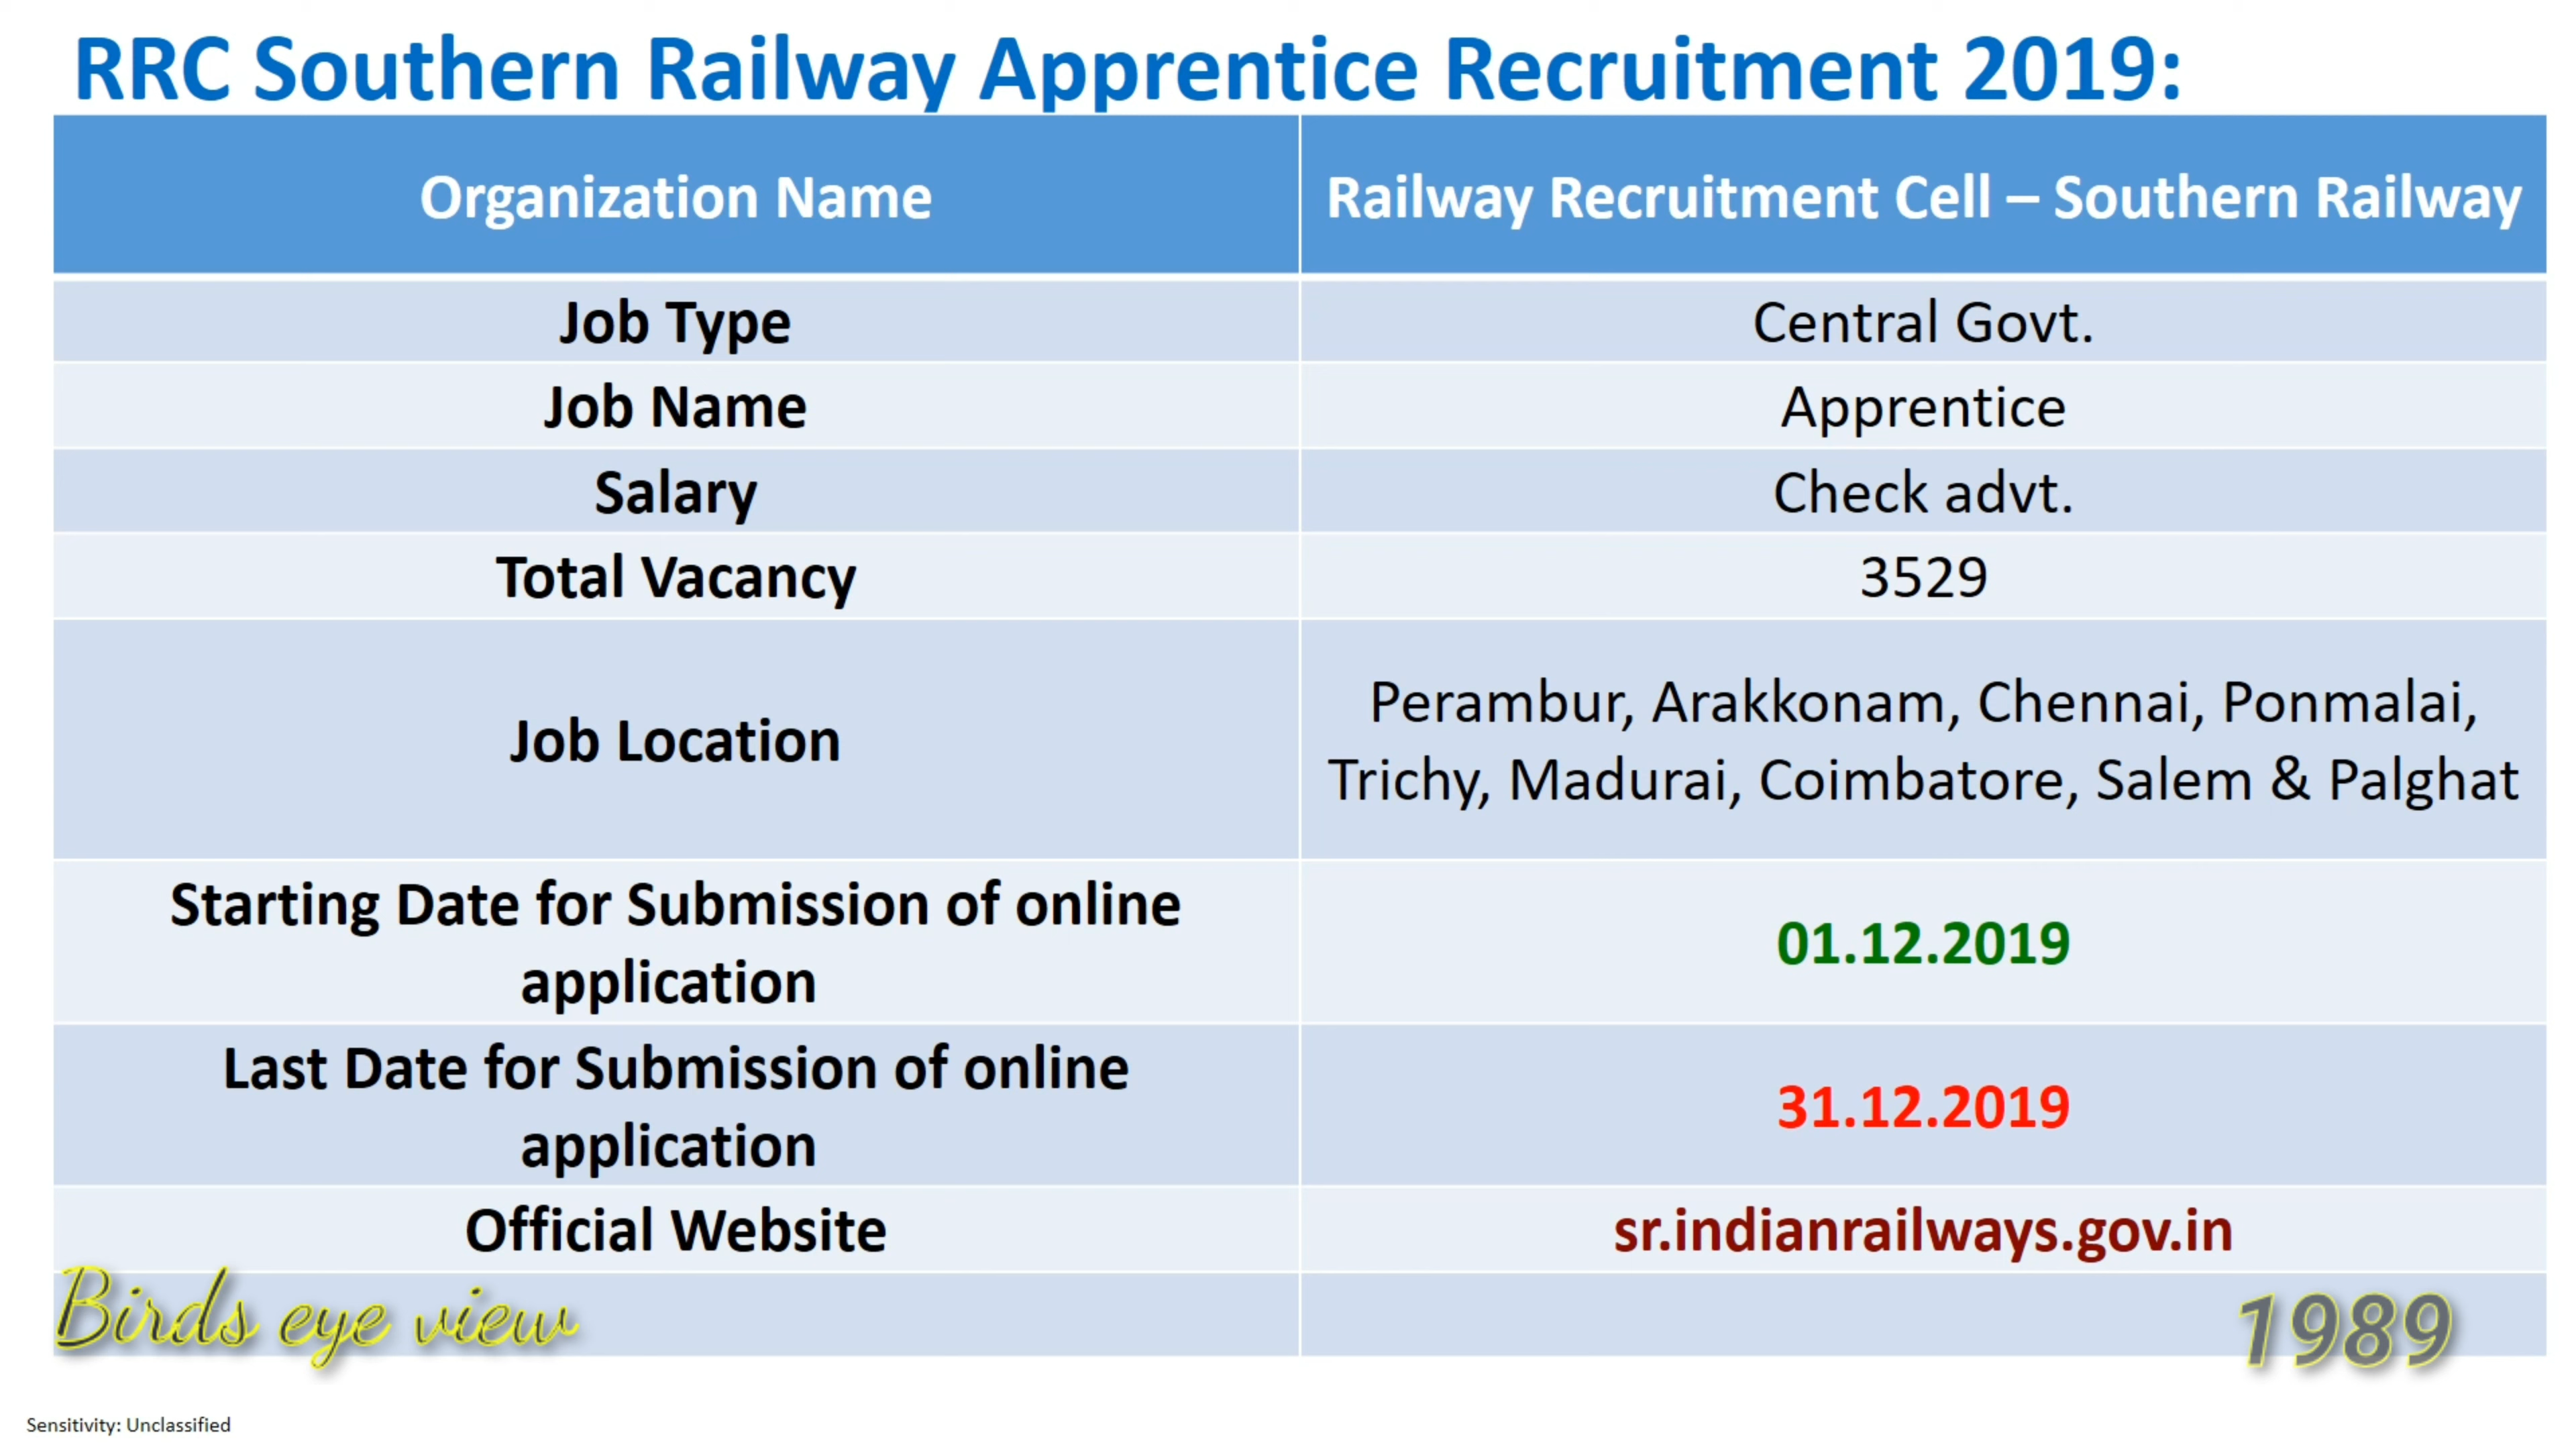 RRC Southern Railway Apprentice Recruitment 2019:
Organization Name
Railway Recruitment Cell – Southern Railway
Job Type
Central Govt.
Job Name
Apprentice
Salary
Check advt.
Total Vacancy
3529
Job Location
Perambur, Arakkonam, Chennai, Ponmalai,
Trichy, Madurai, Coimbatore, Salem & Palghat
Starting Date for Submission of online
application
01.12.2019
Last Date for Submission of online
application
31.12.2019
Official Website
sr.indianrailways.gov.in
Birds eye view
1989
Sensitivity: Unclassified